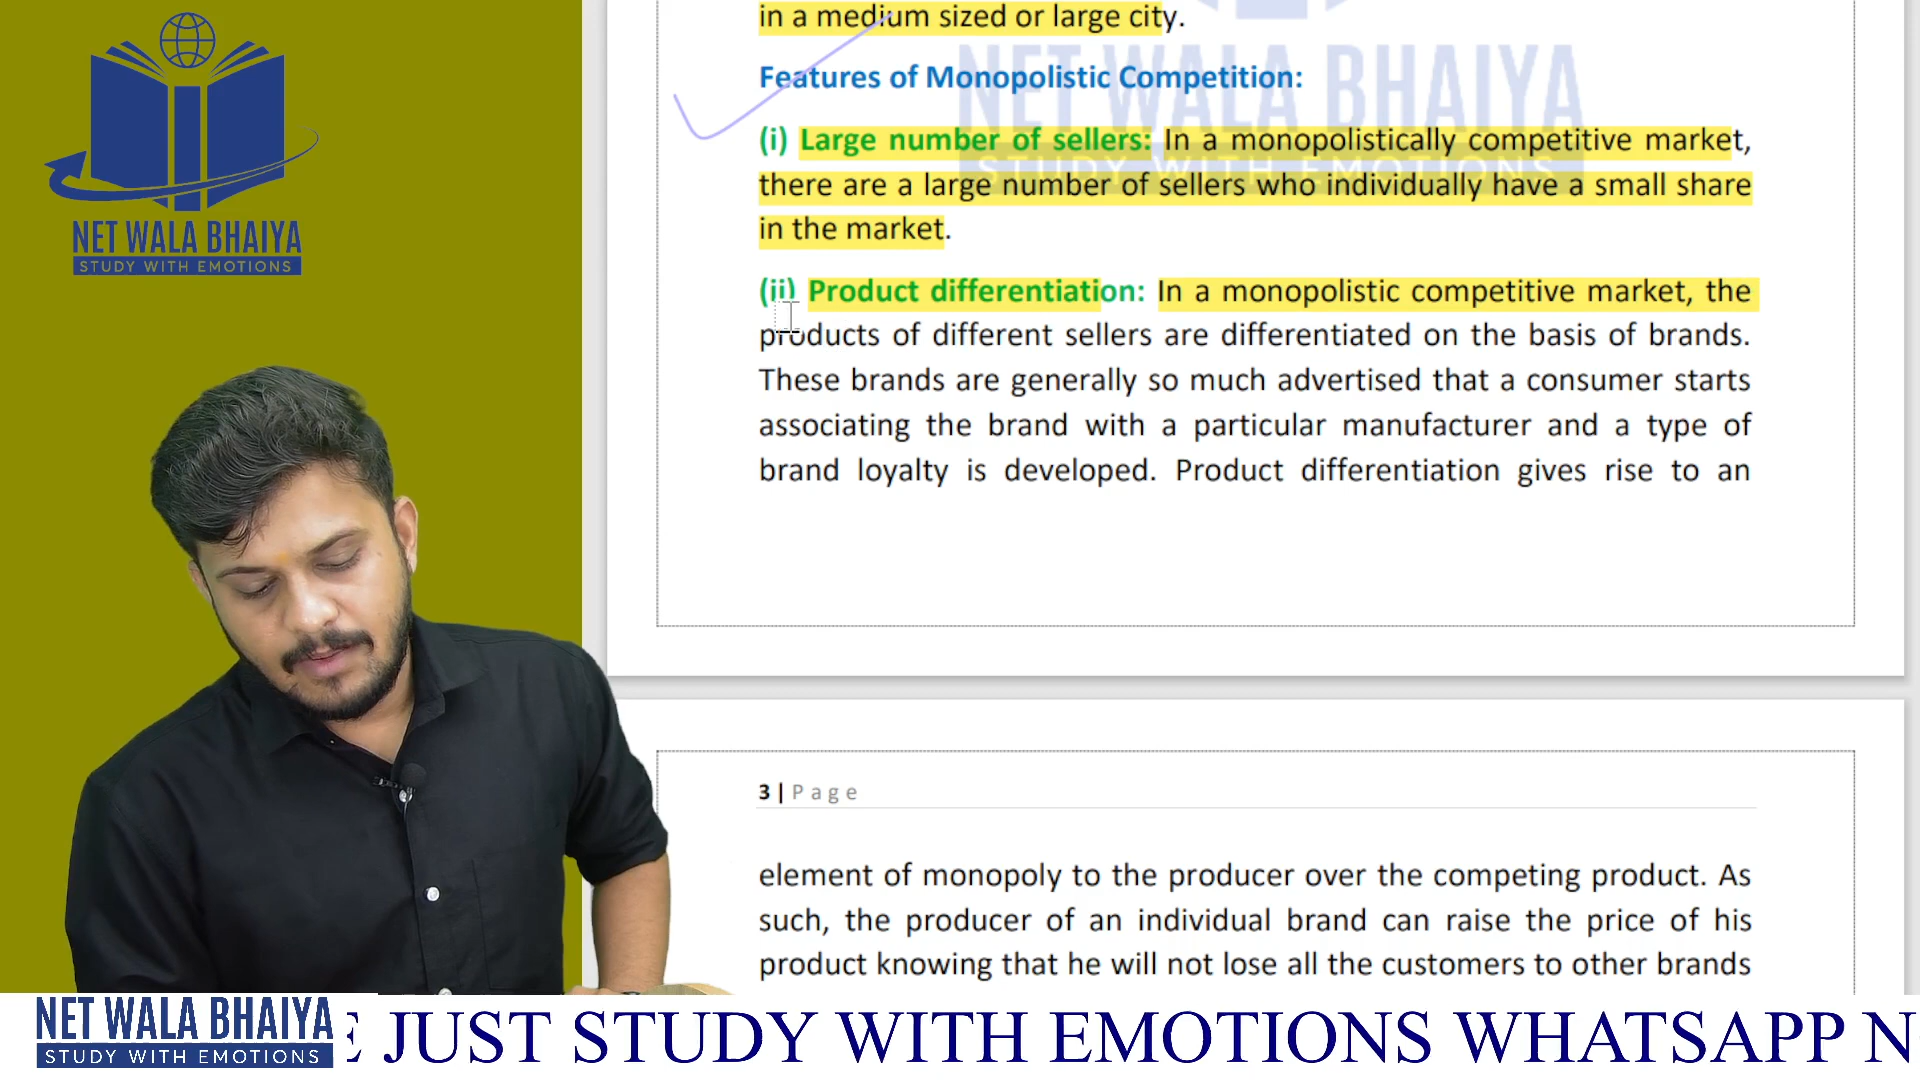 NET WALA BHAIYA
STUDY WITH EMOTIONS
in a medium sized or large city.
NET WALA BHAIYA
STUDY WITH EMOTIONS
Features of Monopolistic Competition:
(i) Large number of sellers: In a monopolistically competitive market,
there are a large number of sellers who individually have a small share
in the market.
(ii) Product differentiation: In a monopolistic competitive market, the
products of different sellers are differentiated on the basis of brands.
These brands are generally so much advertised that a consumer starts
associating the brand with a particular manufacturer and a type of
brand loyalty is developed. Product differentiation gives rise to an
3 | Page
element of monopoly to the producer over the competing product. As
such, the producer of an individual brand can raise the price of his
product knowing that he will not lose all the customers to other brands
NET WALA BHAIYA
STUDY WITH EMOTIONS
E JUST STUDY WITH EMOTIONS WHATSAPP N